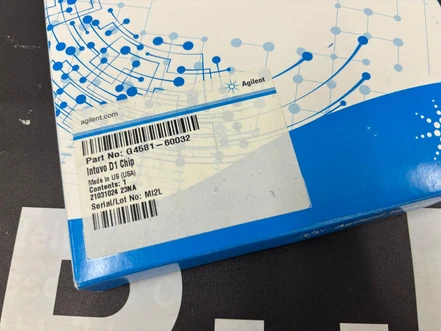 Agilent
agilent.com
Part No: G4581-60032
Intuvo D1 Chip
Made in US (USA)
Contents: 1
21031024 23NA
Serial/Lot No: MI2L